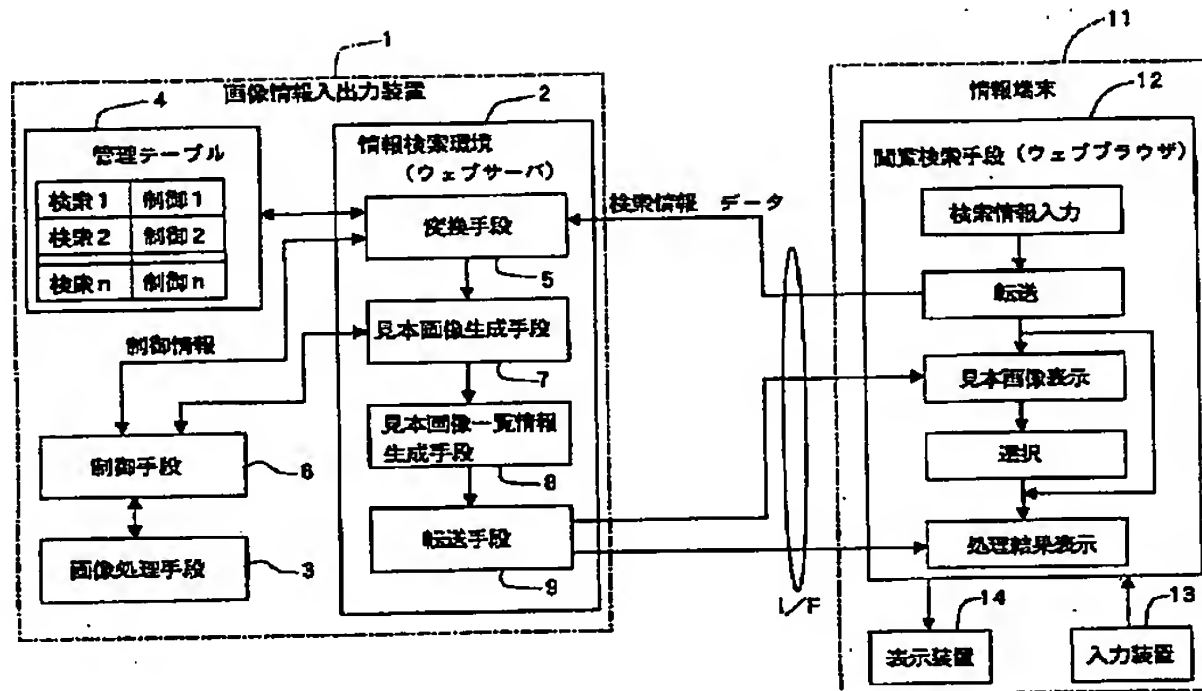 1
画像情報入出力装置
4
管理テーブル
検索1 制御1
検索2 制御2
検索n 制御n
2
情報検索環境
(ウェブサーバ)
変換手段
5
見本画像生成手段
7
見本画像一覧情報
生成手段
8
転送手段
9
制御情報
制御手段
6
画像処理手段
3
検索情報 データ
I/F
11
情報端末
12
閲覧検索手段(ウェブブラウザ)
検索情報入力
転送
見本画像表示
選択
処理結果表示
14
表示装置
13
入力装置